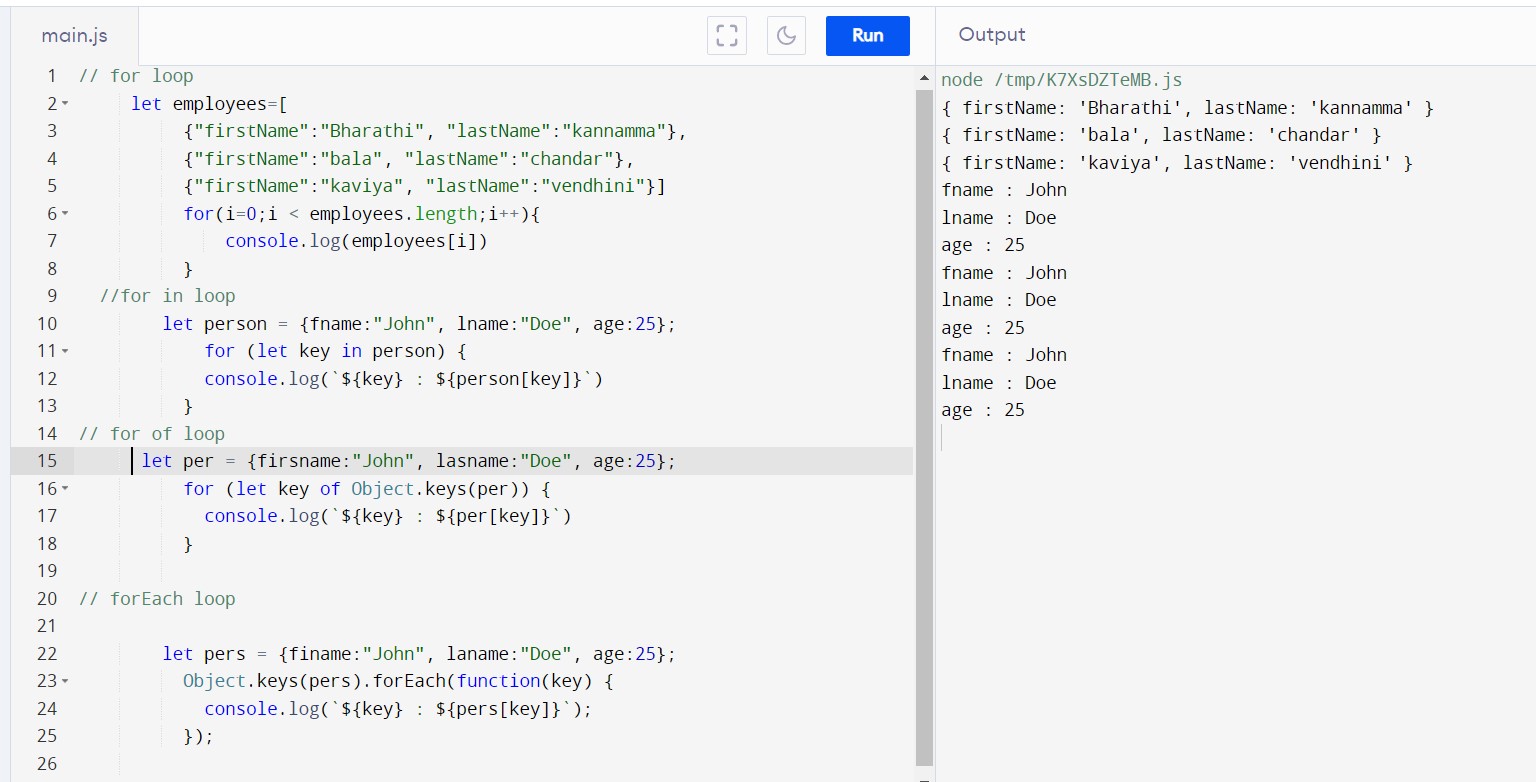 main.js
Run
1 // for loop
2 let employees=[
3 {"firstName":"Bharathi", "lastName":"kannamma"},
4 {"firstName":"bala", "lastName":"chandar"},
5 {"firstName":"kaviya", "lastName":"vendhini"}]
6 for(i=0;i < employees.length;i++){
7 console.log(employees[i])
8 }
9 //for in loop
10 let person = {fname:"John", lname:"Doe", age:25};
11 for (let key in person) {
12 console.log(`${key} : ${person[key]}`)
13 }
14 // for of loop
15 let per = {firsname:"John", lasname:"Doe", age:25};
16 for (let key of Object.keys(per)) {
17 console.log(`${key} : ${per[key]}`)
18 }
19
20 // forEach loop
21
22 let pers = {finame:"John", laname:"Doe", age:25};
23 Object.keys(pers).forEach(function(key) {
24 console.log(`${key} : ${pers[key]}`);
25 });
26
Output
node /tmp/K7XsDZTeMB.js
{ firstName: 'Bharathi', lastName: 'kannamma' }
{ firstName: 'bala', lastName: 'chandar' }
{ firstName: 'kaviya', lastName: 'vendhini' }
fname : John
lname : Doe
age : 25
fname : John
lname : Doe
age : 25
fname : John
lname : Doe
age : 25